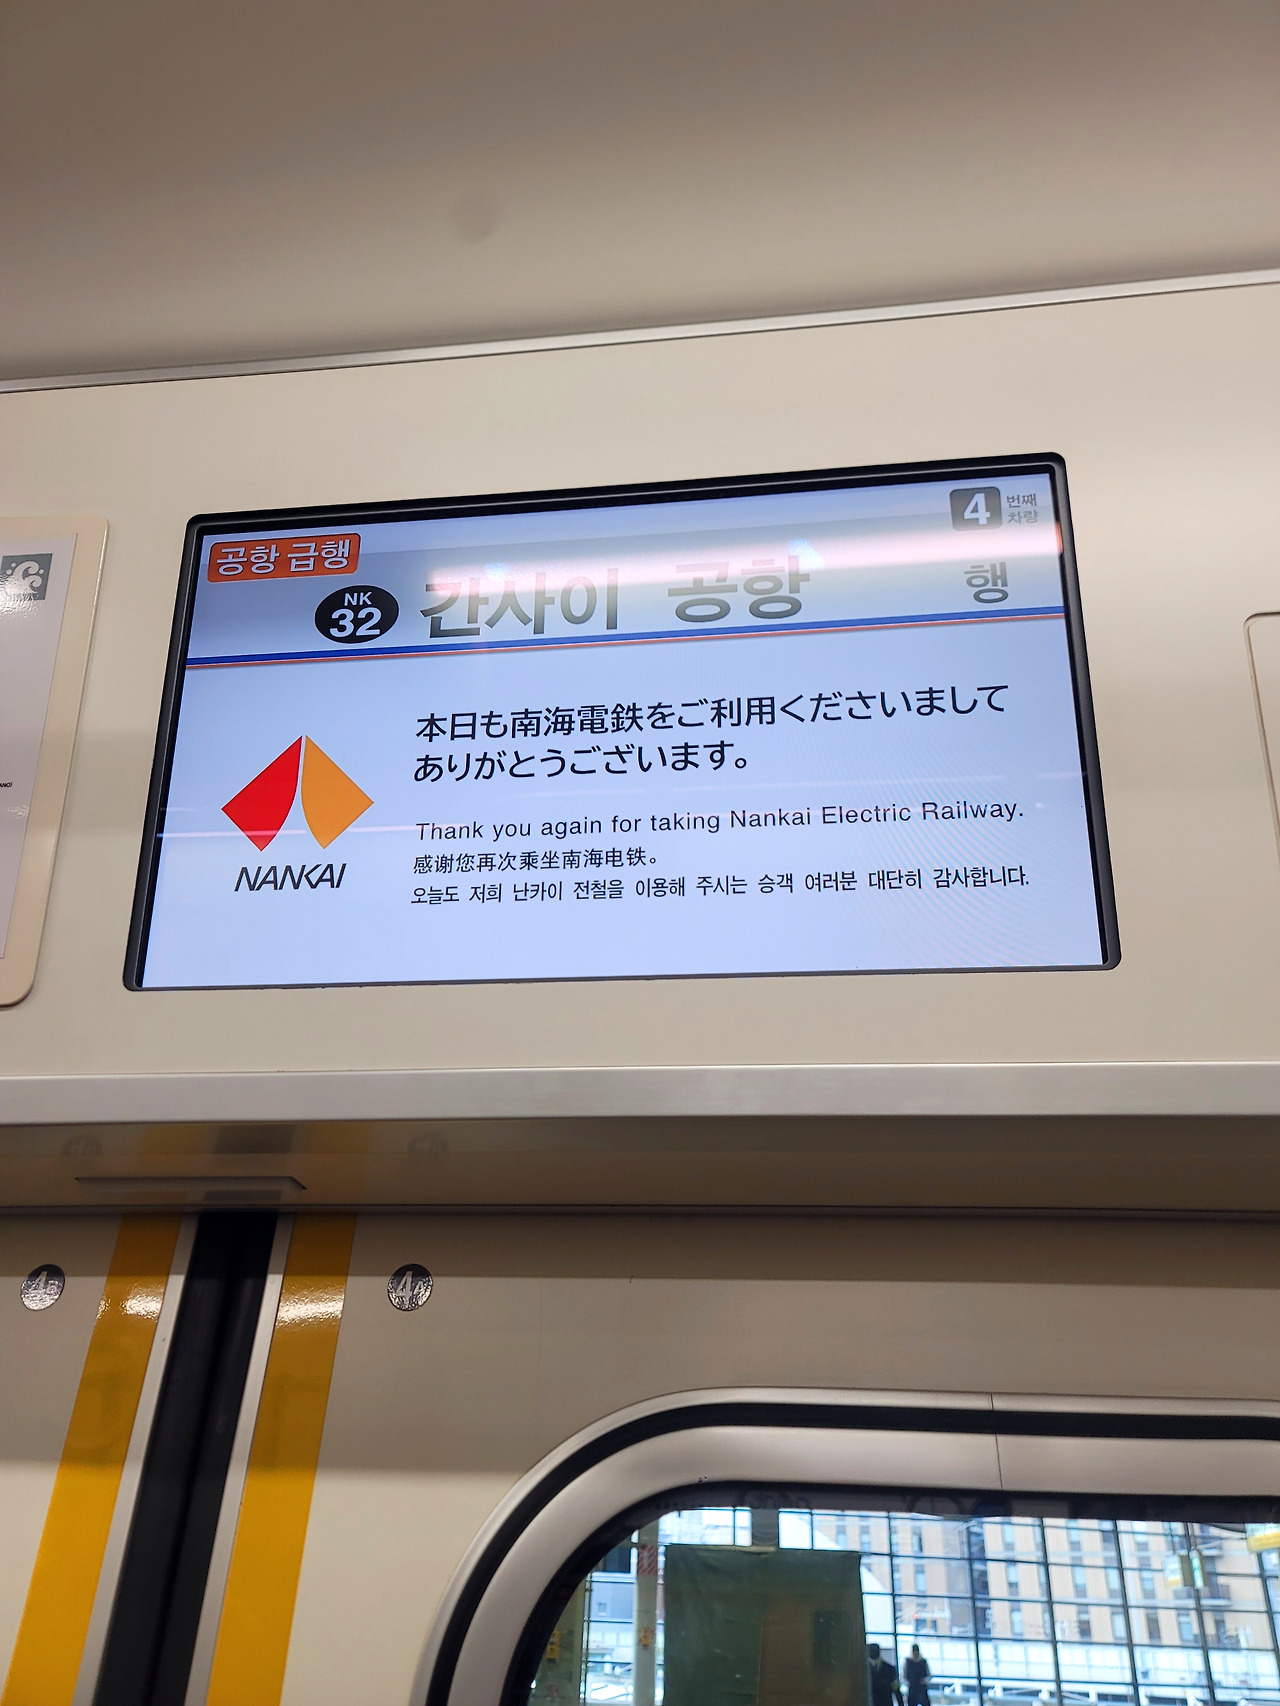 4 번째
차량
공항 급행
NK
32
간사이 공항 행
本日も南海電鉄をご利用くださいまして
ありがとうございます。
NANKAI
Thank you again for taking Nankai Electric Railway.
感谢您再次乘坐南海电铁。
오늘도 저희 난카이 전철을 이용해 주시는 승객 여러분 대단히 감사합니다.
4B
4A